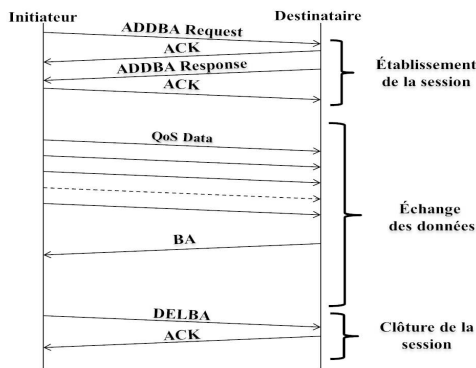 Initiateur
Destinataire
ADDBA Request
ACK
ADDBA Response
ACK
Établissement
de la session
QoS Data
BA
Échange
des données
DELBA
ACK
Clôture de la
session